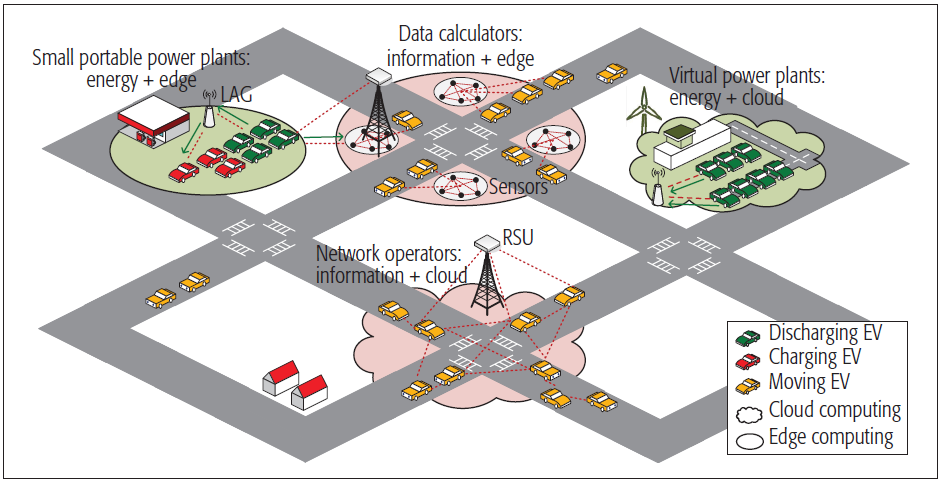 Data calculators:
information + edge
Small portable power plants:
energy + edge
LAG
Virtual power plants:
energy + cloud
Sensors
RSU
Network operators:
information + cloud
Discharging EV
Charging EV
Moving EV
Cloud computing
Edge computing